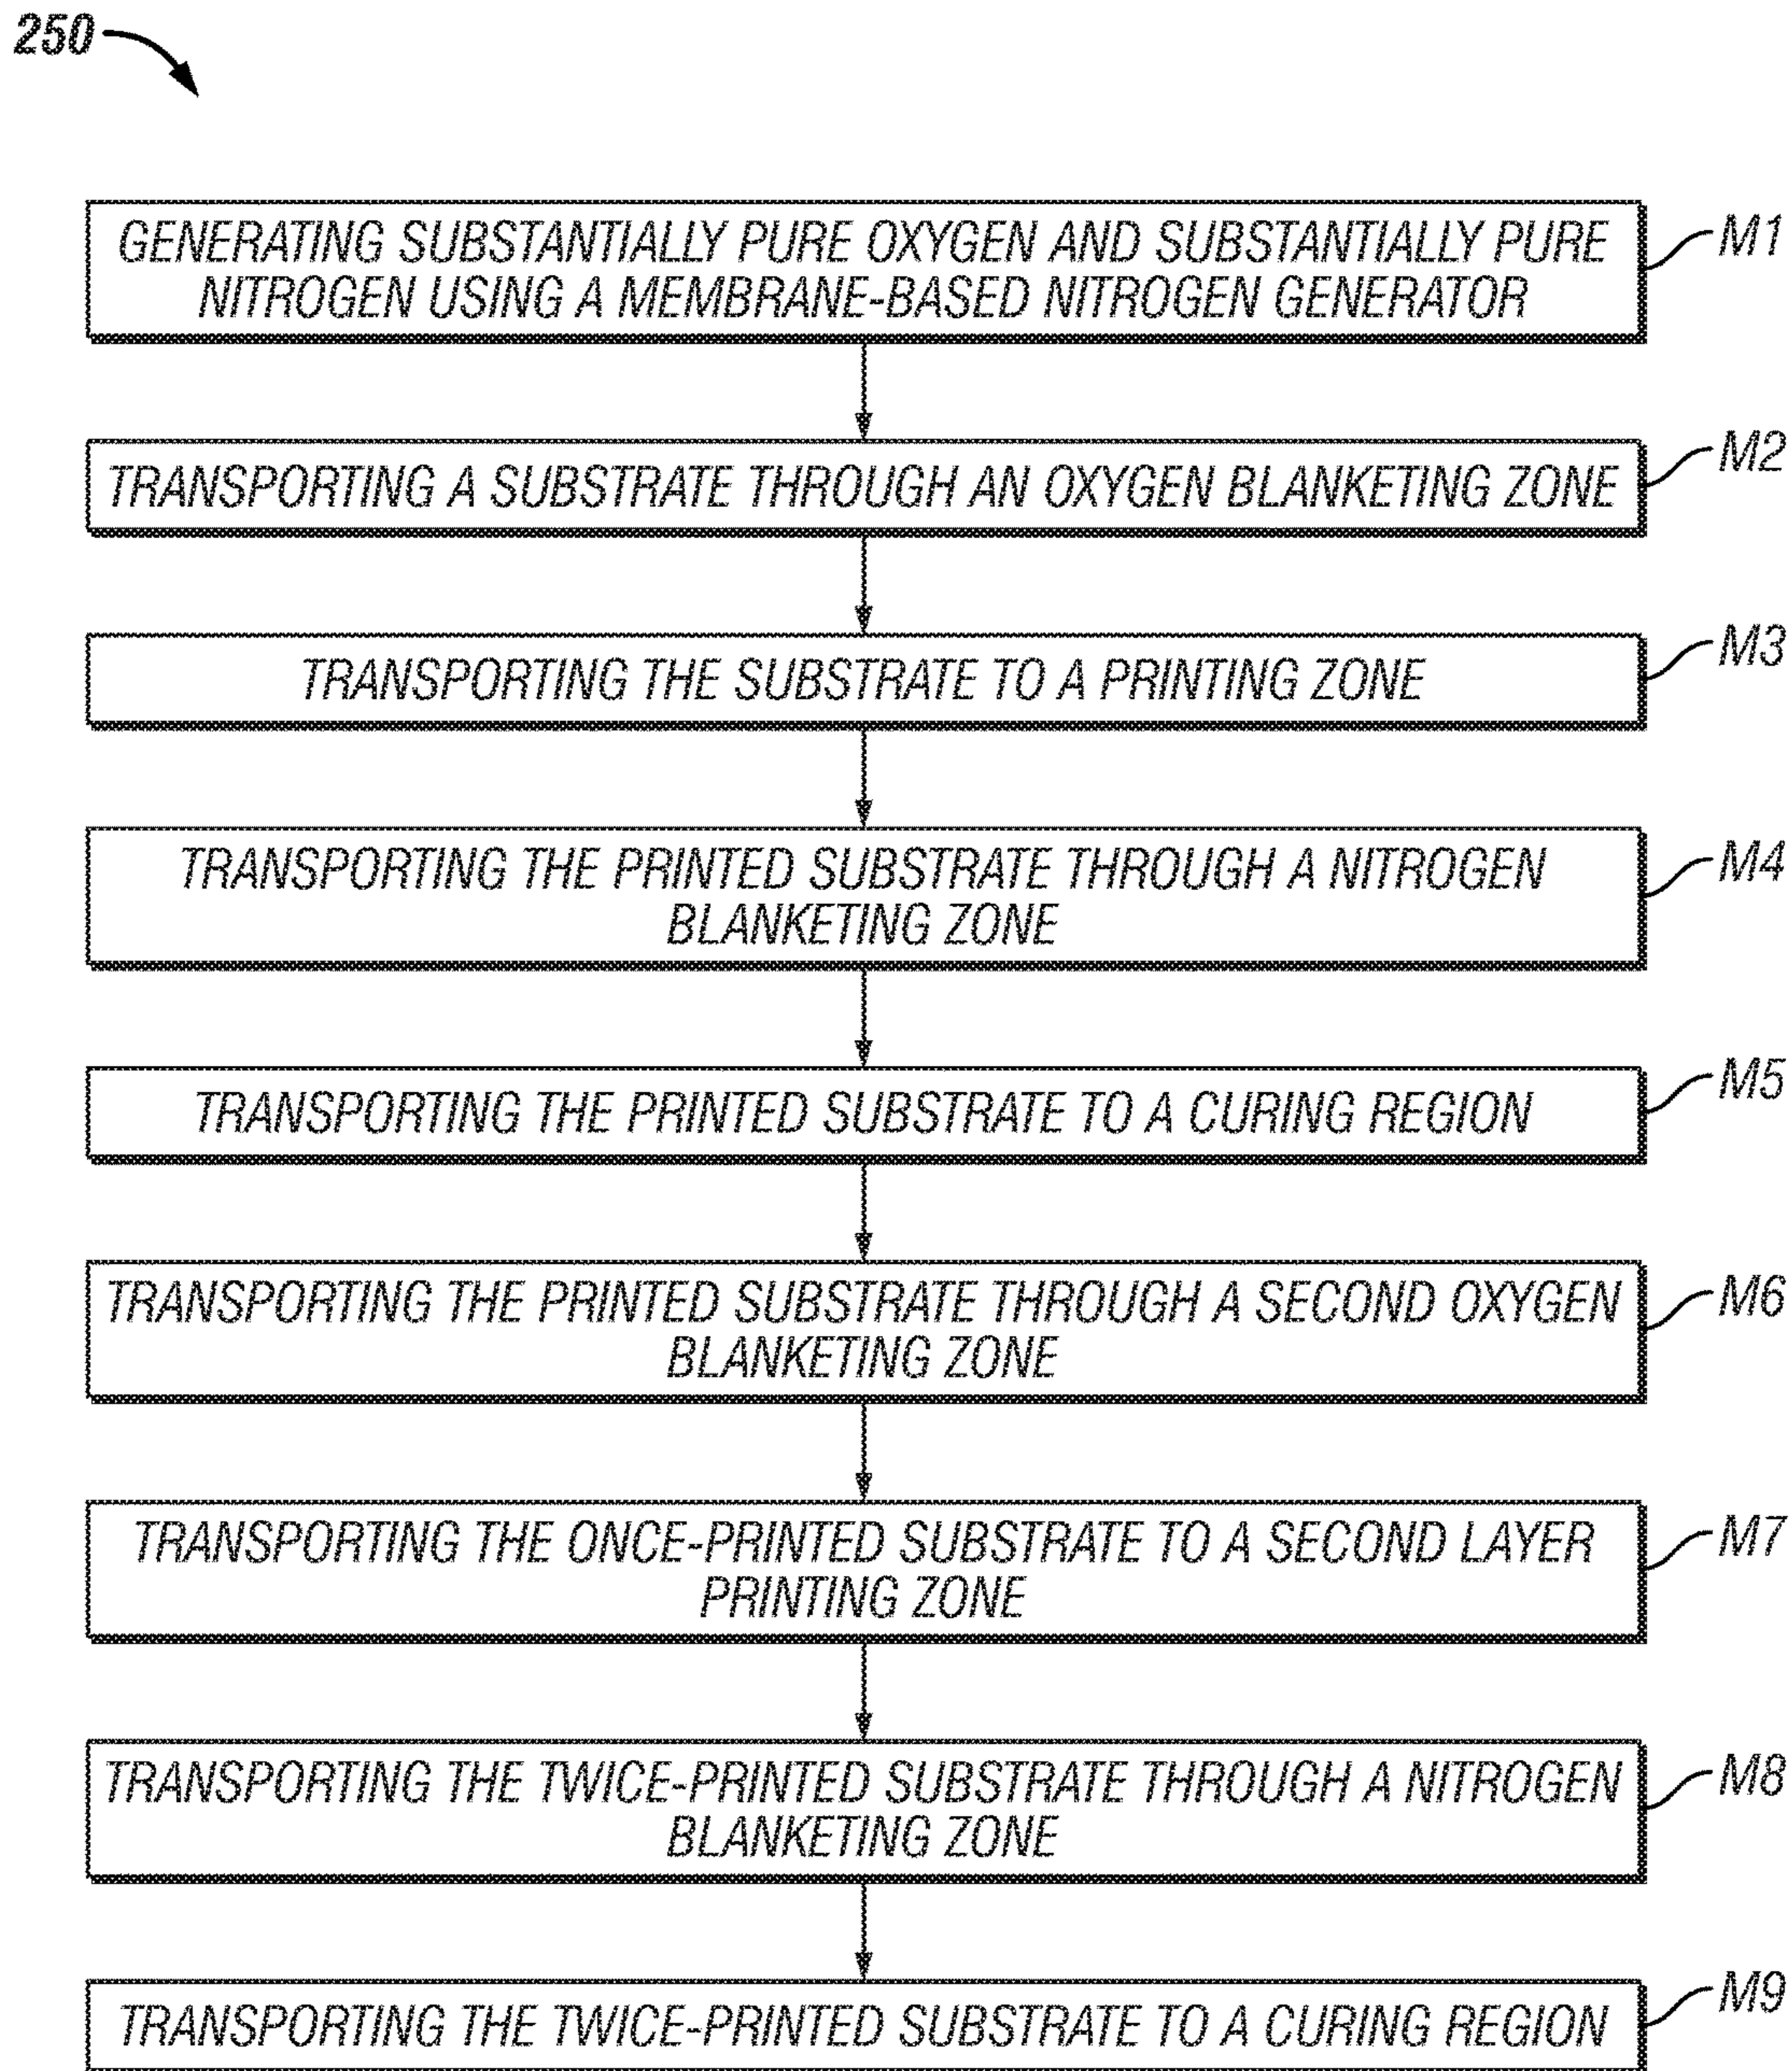 250
GENERATING SUBSTANTIALLY PURE OXYGEN AND SUBSTANTIALLY PURE
NITROGEN USING A MEMBRANE-BASED NITROGEN GENERATOR
M1
TRANSPORTING A SUBSTRATE THROUGH AN OXYGEN BLANKETING ZONE
M2
TRANSPORTING THE SUBSTRATE TO A PRINTING ZONE
M3
TRANSPORTING THE PRINTED SUBSTRATE THROUGH A NITROGEN
BLANKETING ZONE
M4
TRANSPORTING THE PRINTED SUBSTRATE TO A CURING REGION
M5
TRANSPORTING THE PRINTED SUBSTRATE THROUGH A SECOND OXYGEN
BLANKETING ZONE
M6
TRANSPORTING THE ONCE-PRINTED SUBSTRATE TO A SECOND LAYER
PRINTING ZONE
M7
TRANSPORTING THE TWICE-PRINTED SUBSTRATE THROUGH A NITROGEN
BLANKETING ZONE
M8
TRANSPORTING THE TWICE-PRINTED SUBSTRATE TO A CURING REGION
M9